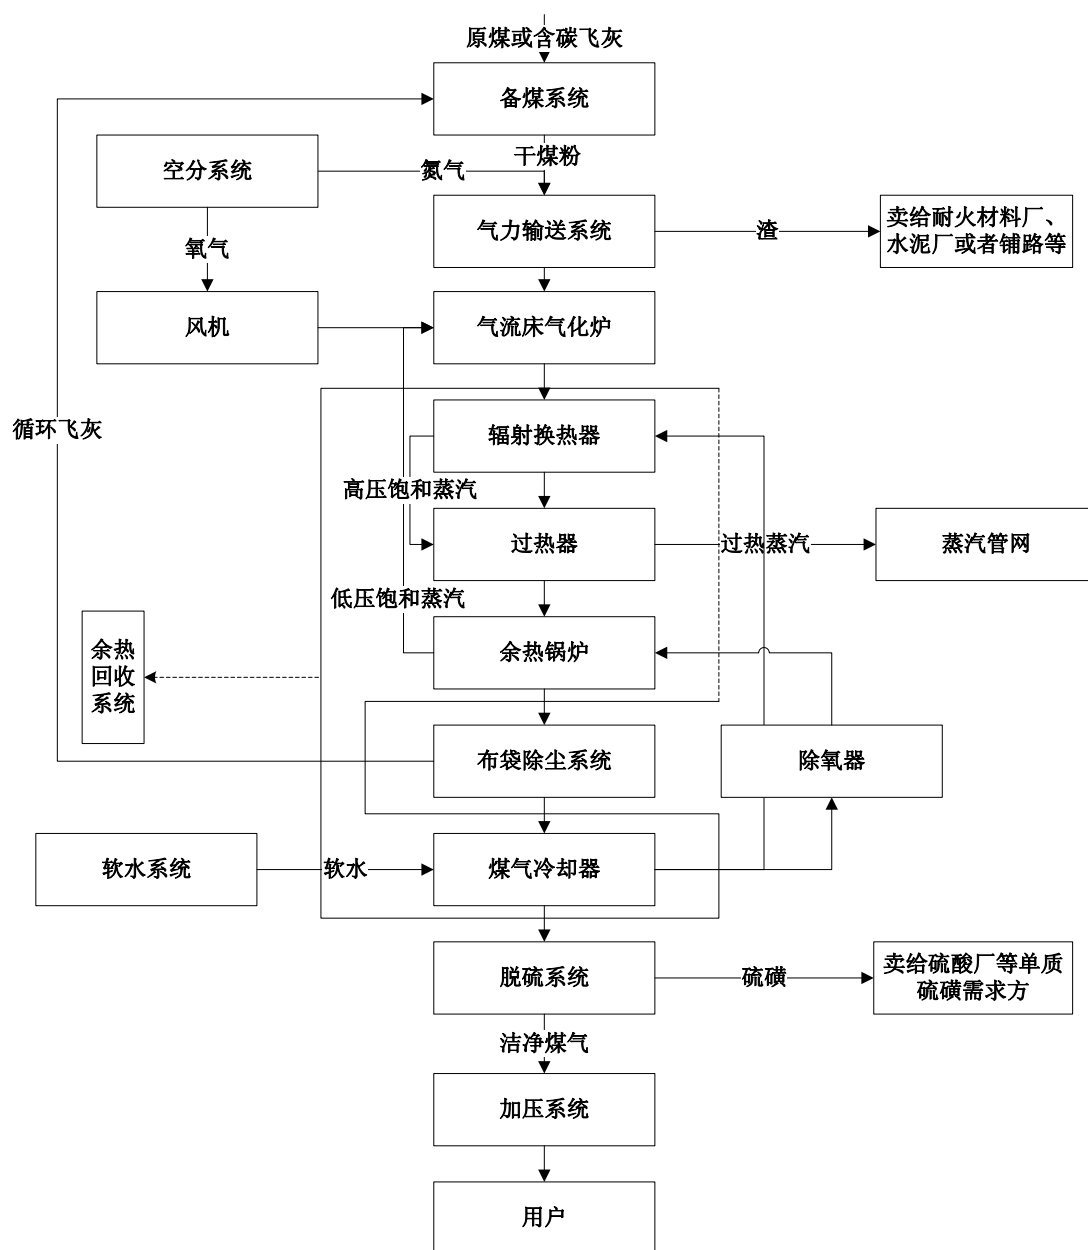 原煤或含碳飞灰
备煤系统
干煤粉
空分系统
氮气
气力输送系统
渣
卖给耐火材料厂、
水泥厂或者铺路等
氧气
风机
气流床气化炉
循环飞灰
辐射换热器
高压饱和蒸汽
过热器
过热蒸汽
蒸汽管网
低压饱和蒸汽
余热锅炉
余热
回收
系统
布袋除尘系统
除氧器
软水系统
软水
煤气冷却器
脱硫系统
硫磺
卖给硫酸厂等单质
硫磺需求方
洁净煤气
加压系统
用户